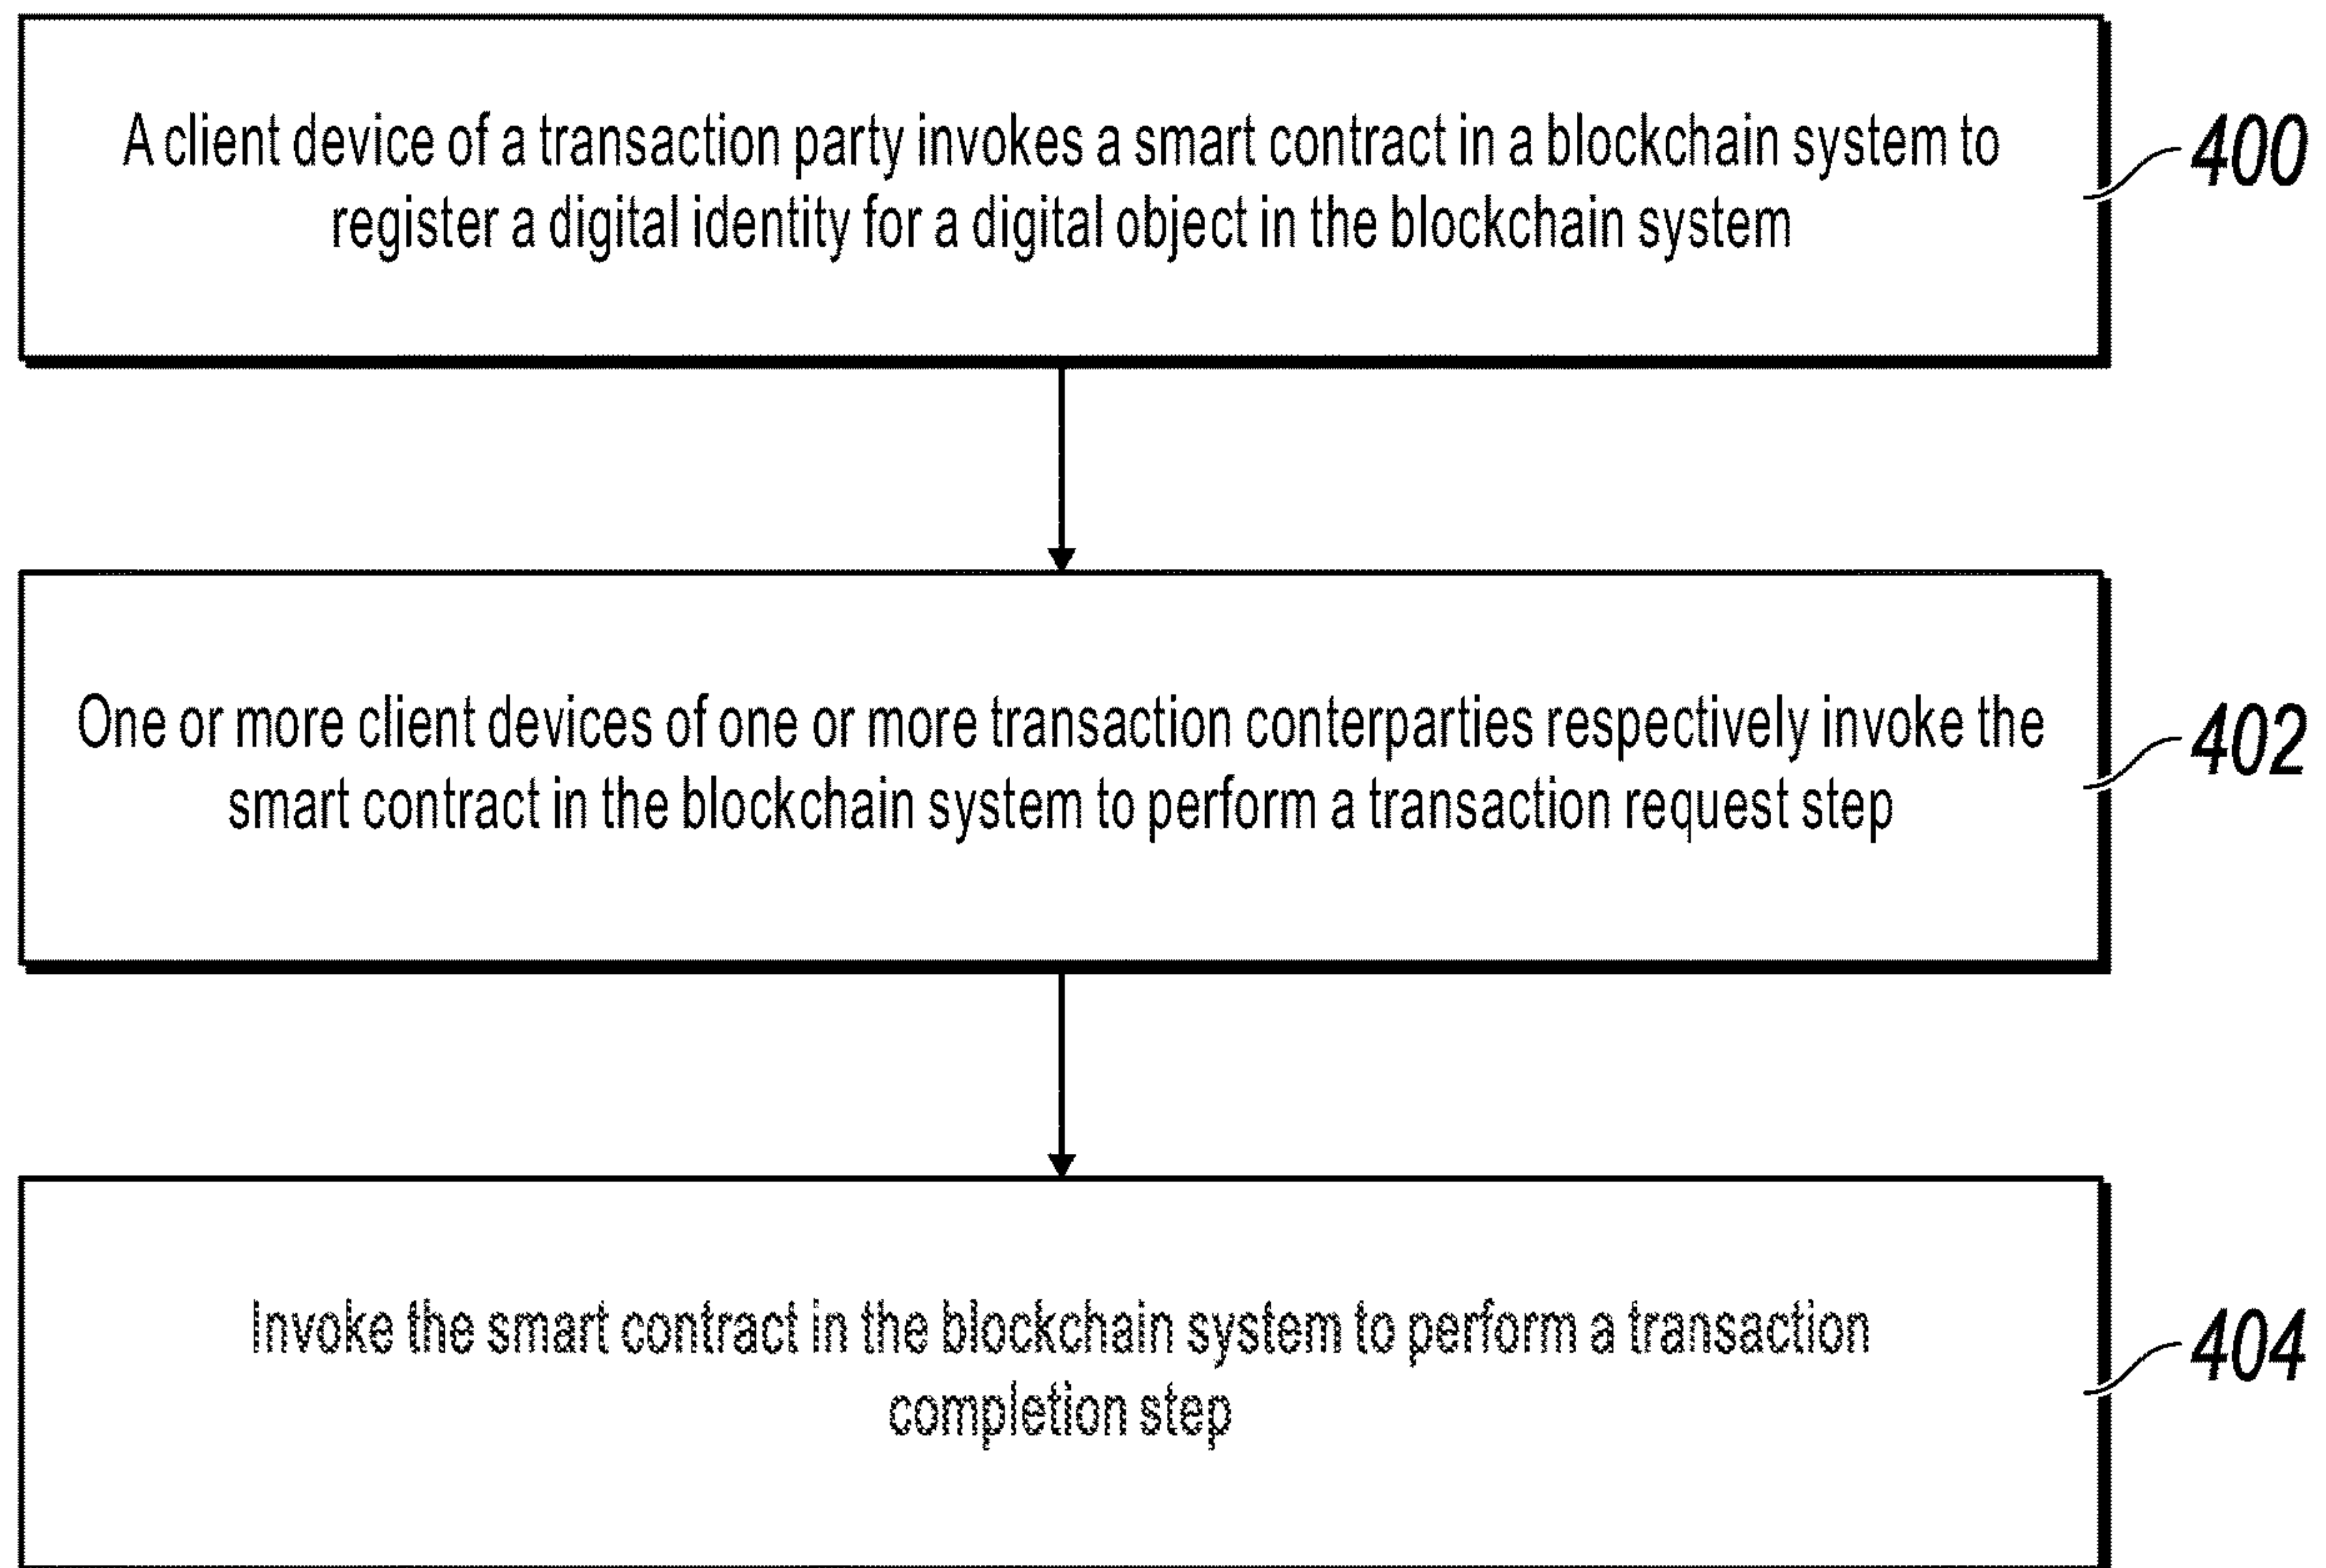 A client device of a transaction party invokes a smart contract in a blockchain system to
register a digital identity for a digital object in the blockchain system
400
One or more client devices of one or more transaction conterparties respectively invoke the
smart contract in the blockchain system to perform a transaction request step
402
Invoke the smart contract in the blockchain system to perform a transaction
completion step
404